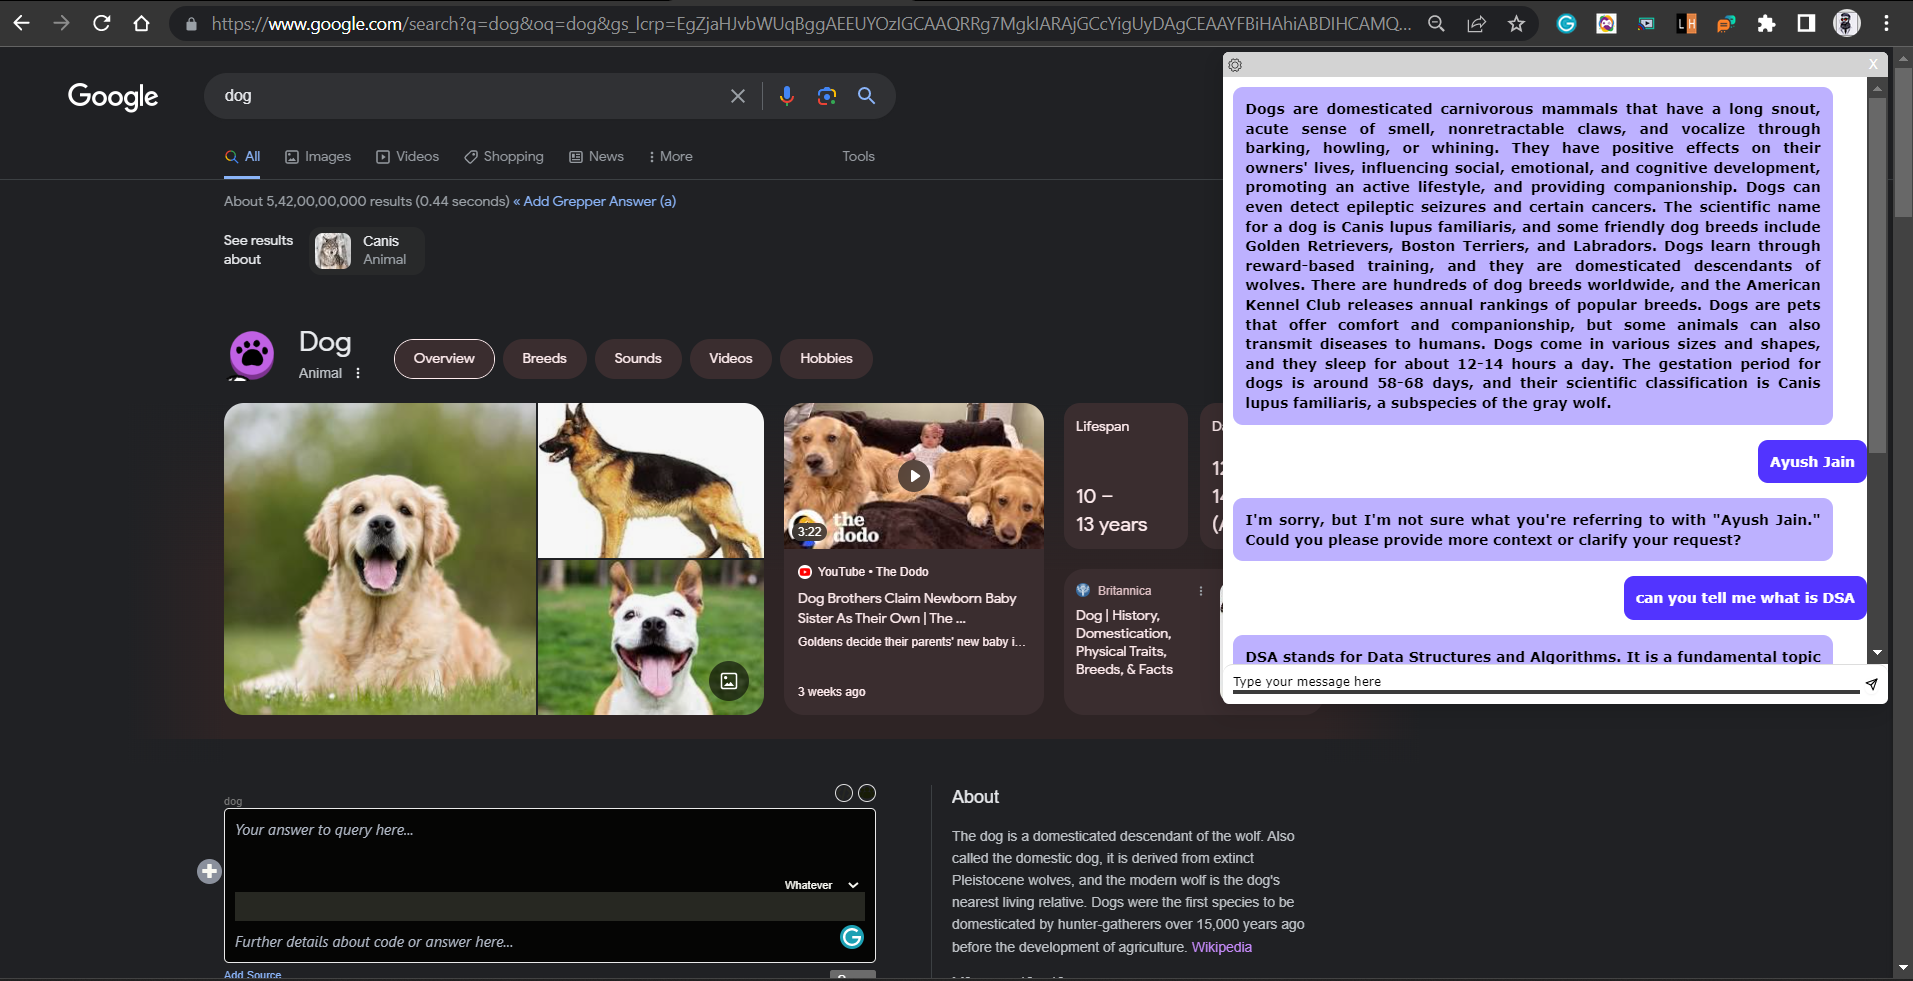 https://www.google.com/search?q=dog&oq=dog&gs_lcrp=EgZjaHJvbWUqBggAEEUYOzIGCAAQRRg7MgkIARAjGCcYigUyDAgCEAAYFBiHAhiABDIHCAMQ...
Google
dog
All
Images
Videos
Shopping
News
More
Tools
About 5,42,00,00,000 results (0.44 seconds) « Add Grepper Answer (a)
See results
about
Canis
Animal
Dog
Animal
Overview
Breeds
Sounds
Videos
Hobbies
3:22
the
dodo
YouTube • The Dodo
Dog Brothers Claim Newborn Baby
Sister As Their Own | The ...
Goldens decide their parents' new baby i...
3 weeks ago
Lifespan
10 –
13 years
Britannica
Dog | History,
Domestication,
Physical Traits,
Breeds, & Facts
X
Dogs are domesticated carnivorous mammals that have a long snout,
acute sense of smell, nonretractable claws, and vocalize through
barking, howling, or whining. They have positive effects on their
owners' lives, influencing social, emotional, and cognitive development,
promoting an active lifestyle, and providing companionship. Dogs can
even detect epileptic seizures and certain cancers. The scientific name
for a dog is Canis lupus familiaris, and some friendly dog breeds include
Golden Retrievers, Boston Terriers, and Labradors. Dogs learn through
reward-based training, and they are domesticated descendants of
wolves. There are hundreds of dog breeds worldwide, and the American
Kennel Club releases annual rankings of popular breeds. Dogs are pets
that offer comfort and companionship, but some animals can also
transmit diseases to humans. Dogs come in various sizes and shapes,
and they sleep for about 12-14 hours a day. The gestation period for
dogs is around 58-68 days, and their scientific classification is Canis
lupus familiaris, a subspecies of the gray wolf.
Ayush Jain
I'm sorry, but I'm not sure what you're referring to with "Ayush Jain."
Could you please provide more context or clarify your request?
can you tell me what is DSA
DSA stands for Data Structures and Algorithms. It is a fundamental topic
Type your message here
dog
Your answer to query here...
Whatever
Further details about code or answer here...
Add Source
About
The dog is a domesticated descendant of the wolf. Also
called the domestic dog, it is derived from extinct
Pleistocene wolves, and the modern wolf is the dog's
nearest living relative. Dogs were the first species to be
domesticated by hunter-gatherers over 15,000 years ago
before the development of agriculture. Wikipedia